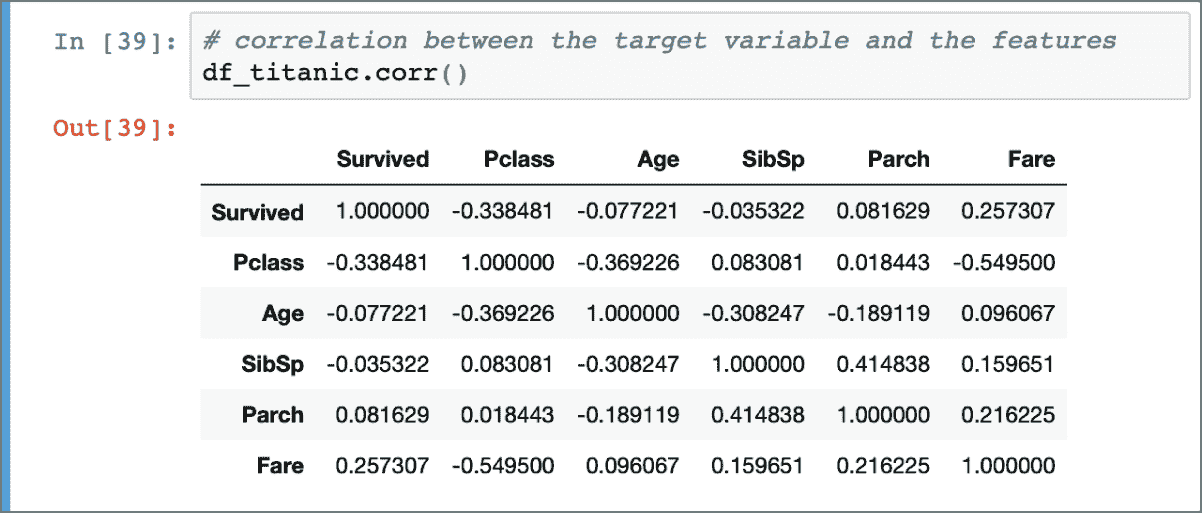 In [39]: # correlation between the target variable and the features
df_titanic.corr()
Out[39]:
Survived Pclass Age SibSp Parch Fare
Survived 1.000000 -0.338481 -0.077221 -0.035322 0.081629 0.257307
Pclass -0.338481 1.000000 -0.369226 0.083081 0.018443 -0.549500
Age -0.077221 -0.369226 1.000000 -0.308247 -0.189119 0.096067
SibSp -0.035322 0.083081 -0.308247 1.000000 0.414838 0.159651
Parch 0.081629 0.018443 -0.189119 0.414838 1.000000 0.216225
Fare 0.257307 -0.549500 0.096067 0.159651 0.216225 1.000000